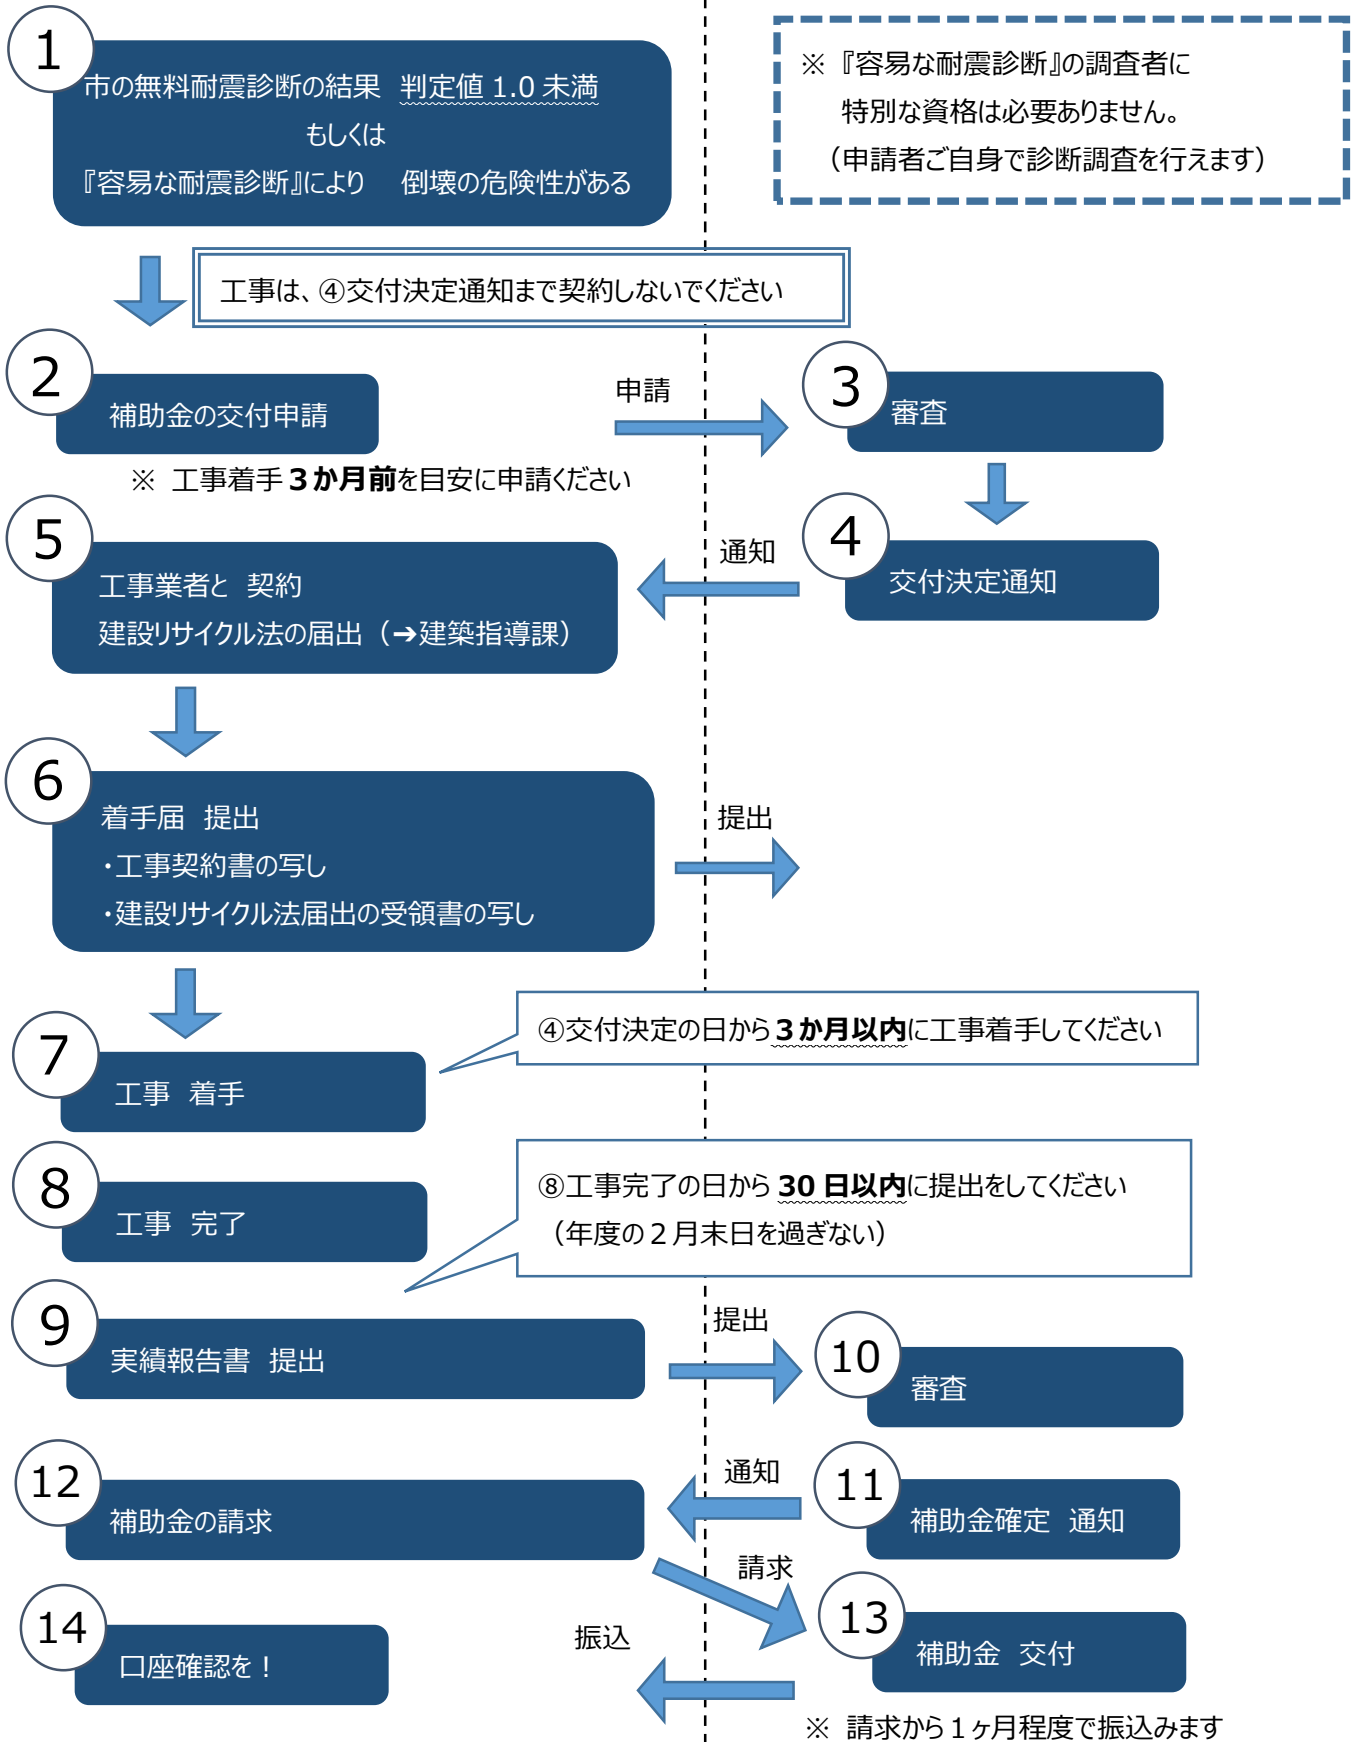 1
市の無料耐震診断の結果　判定値 1.0 未満
もしくは
『容易な耐震診断』により　倒壊の危険性がある
※『容易な耐震診断』の調査者に
特別な資格は必要ありません。
（申請者ご自身で診断調査を行えます）
工事は、④交付決定通知まで契約しないでください
2
補助金の交付申請
申請
3
審査
※ 工事着手３か月前を目安に申請ください
5
工事業者と 契約
建設リサイクル法の届出（➔建築指導課）
通知
4
交付決定通知
6
着手届 提出
・工事契約書の写し
・建設リサイクル法届出の受領書の写し
提出
④交付決定の日から３か月以内に工事着手してください
7
工事 着手
8
工事 完了
⑧工事完了の日から 30 日以内に提出をしてください
（年度の２月末日を過ぎない）
9
実績報告書 提出
提出
10
審査
12
補助金の請求
通知
11
補助金確定 通知
請求
14
口座確認を！
振込
13
補助金 交付
※ 請求から１ヶ月程度で振込みます